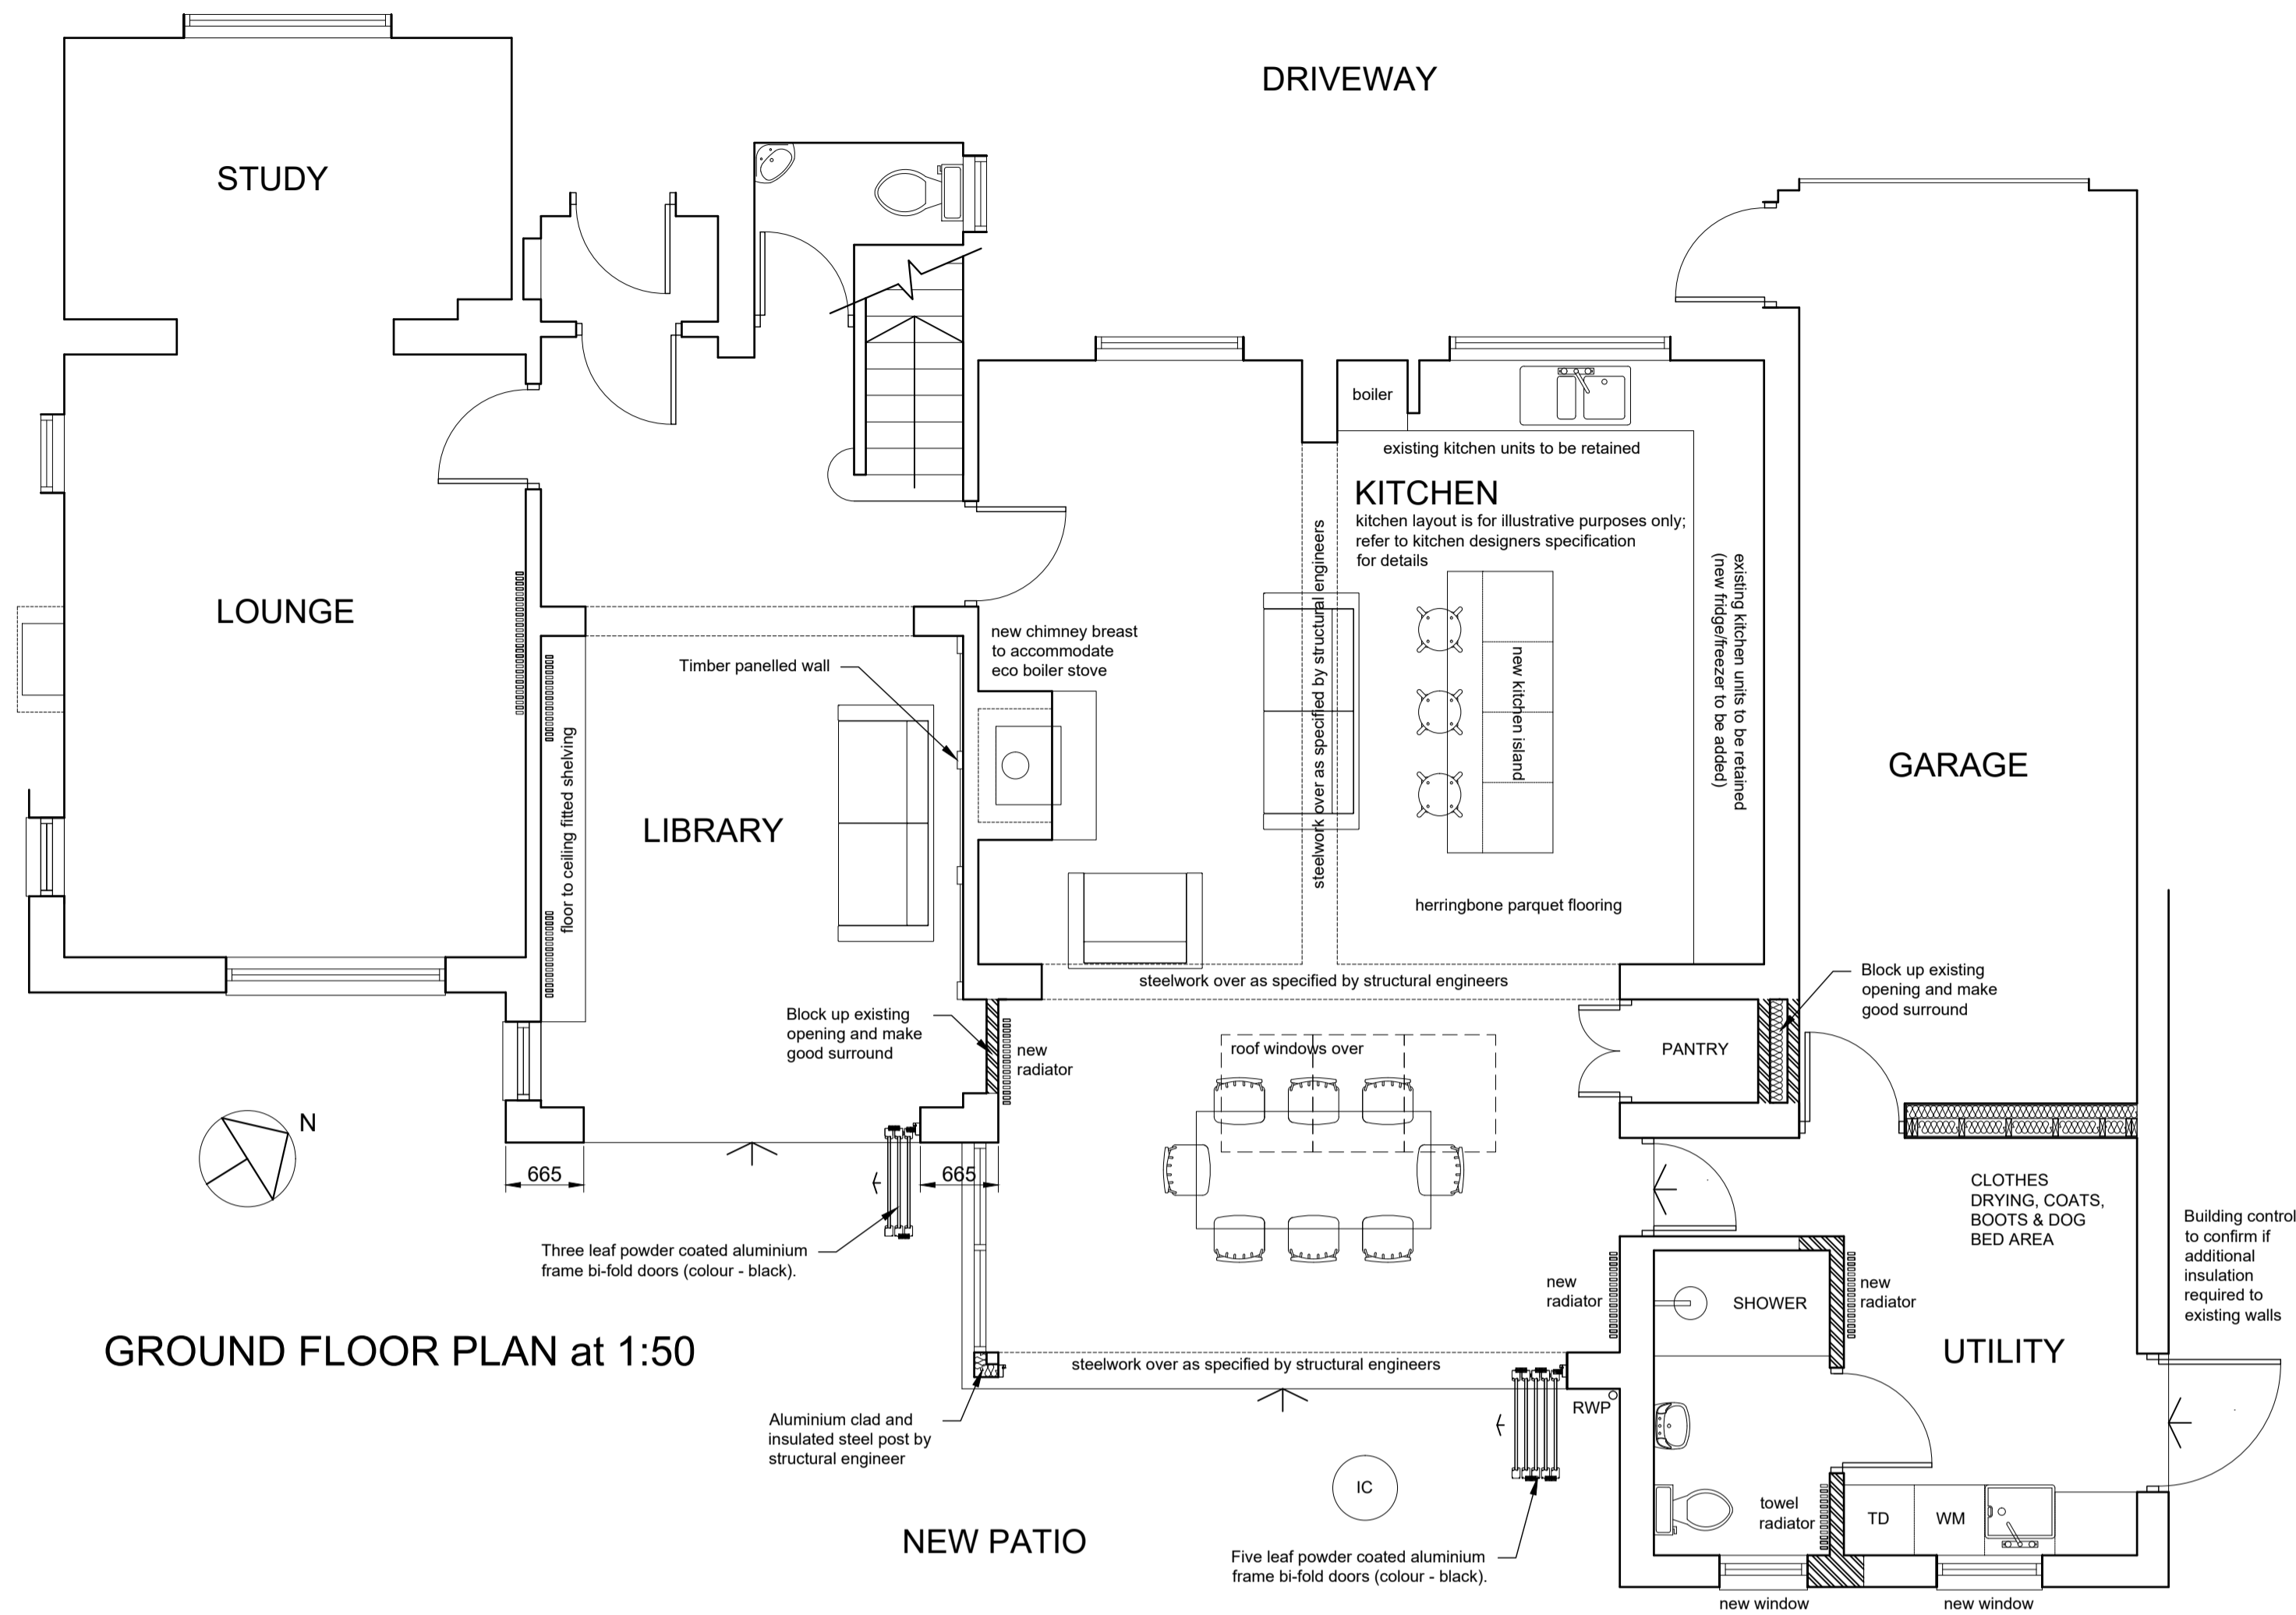 DRIVEWAY
STUDY
boiler
existing kitchen units to be retained
KITCHEN
kitchen layout is for illustrative purposes only;
refer to kitchen designers specification
for details
steelwork over as specified by structural engineers
existing kitchen units to be retained
(new fridge/freezer to be added)
new kitchen island
LOUNGE
new chimney breast
to accommodate
eco boiler stove
Timber panelled wall
floor to ceiling fitted shelving
LIBRARY
GARAGE
herringbone parquet flooring
steelwork over as specified by structural engineers
Block up existing
opening and make
good surround
Block up existing
opening and make
good surround
new
radiator
roof windows over
PANTRY
N
665
665
CLOTHES
DRYING, COATS,
BOOTS & DOG
BED AREA
Building control
to confirm if
additional
insulation
required to
existing walls
Three leaf powder coated aluminium
frame bi-fold doors (colour - black).
new
radiator
SHOWER
new
radiator
GROUND FLOOR PLAN at 1:50
steelwork over as specified by structural engineers
UTILITY
RWP
Aluminium clad and
insulated steel post by
structural engineer
IC
towel
radiator
TD
WM
NEW PATIO
Five leaf powder coated aluminium
frame bi-fold doors (colour - black).
new window
new window